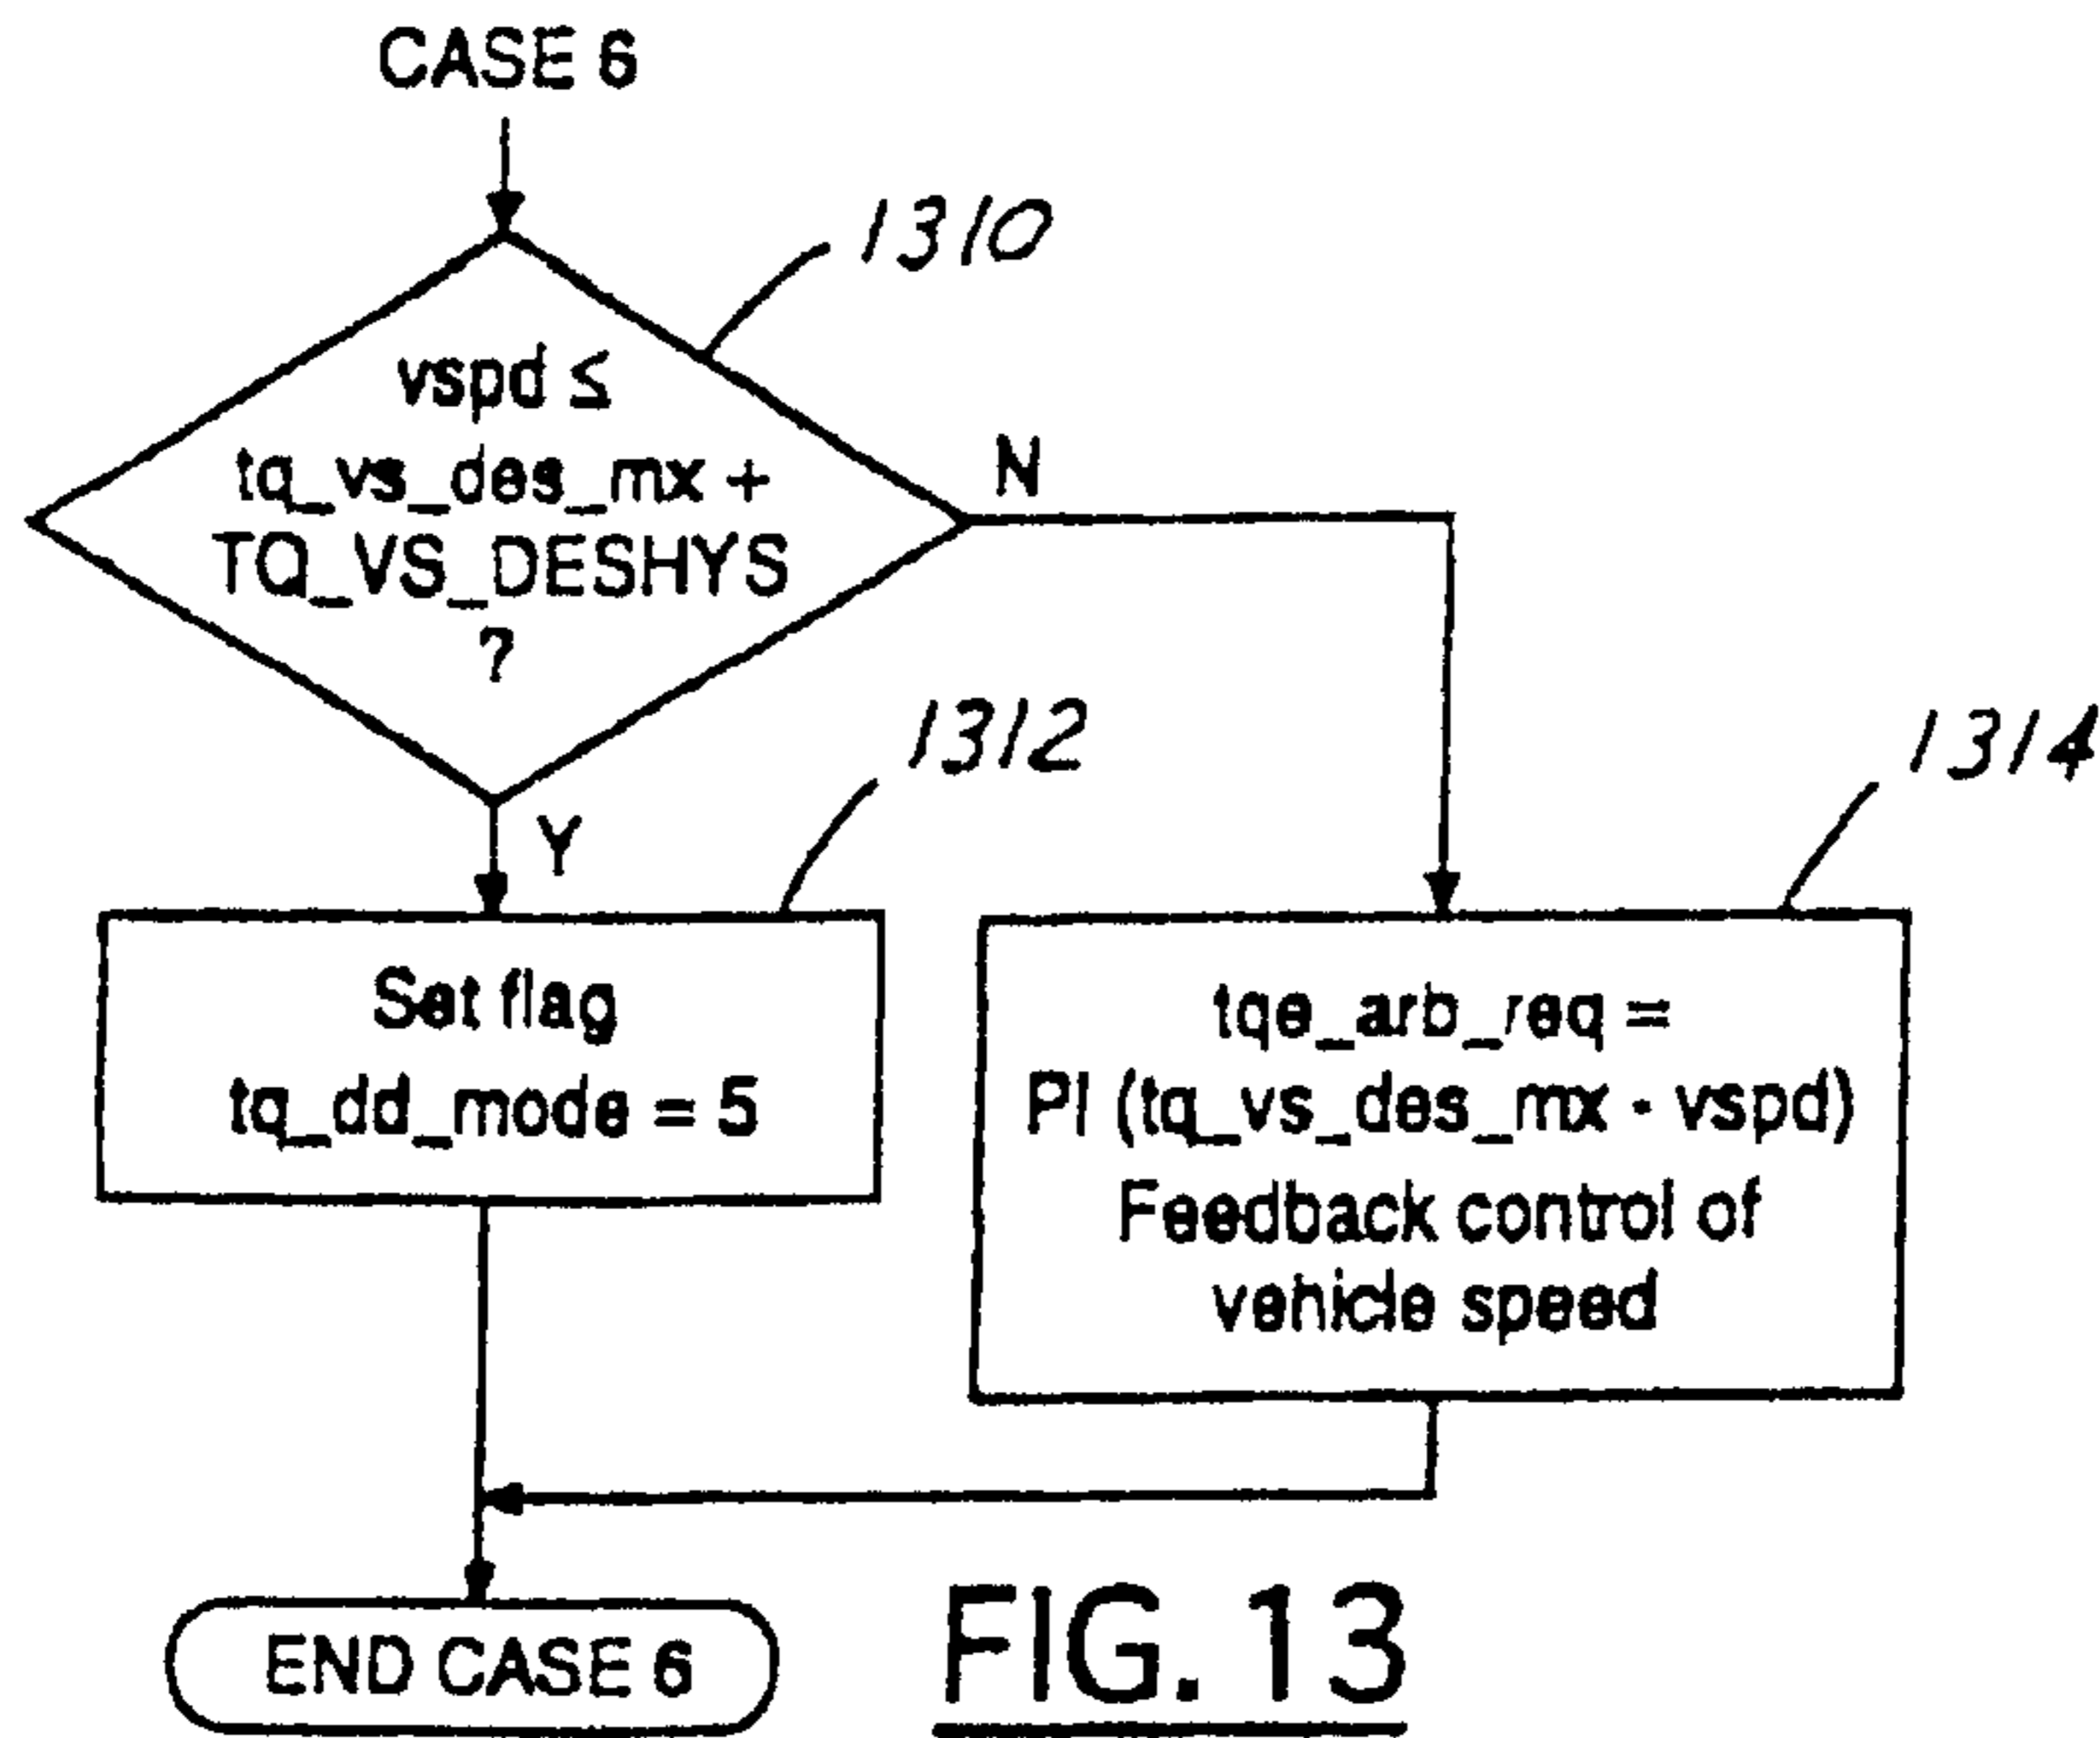 CASE 6
1310
vspd ≤
tq_vs_des_mx +
TQ_VS_DESHYS
?
N
Y
1312
1314
Set flag
tq_dd_mode = 5
tqe_arb_req =
PI (tq_vs_des_mx - vspd)
Feedback control of
vehicle speed
END CASE 6
FIG. 13